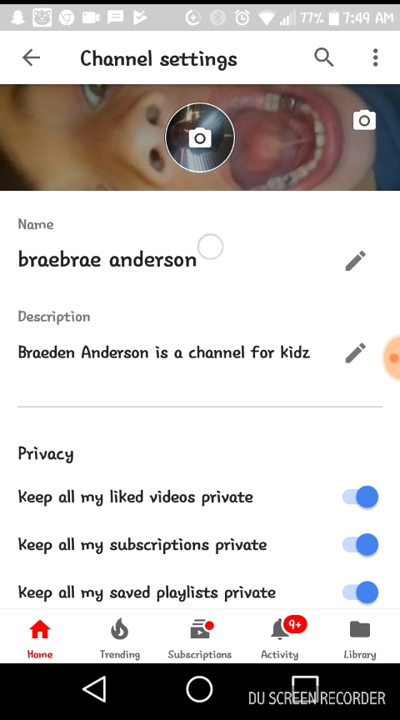 77% 7:49 AM
Channel settings
Name
braebrae anderson
Description
Braeden Anderson is a channel for kidz
Privacy
Keep all my liked videos private
Keep all my subscriptions private
Keep all my saved playlists private
9+
Home Trending Subscriptions Activity Library
DU SCREEN RECORDER